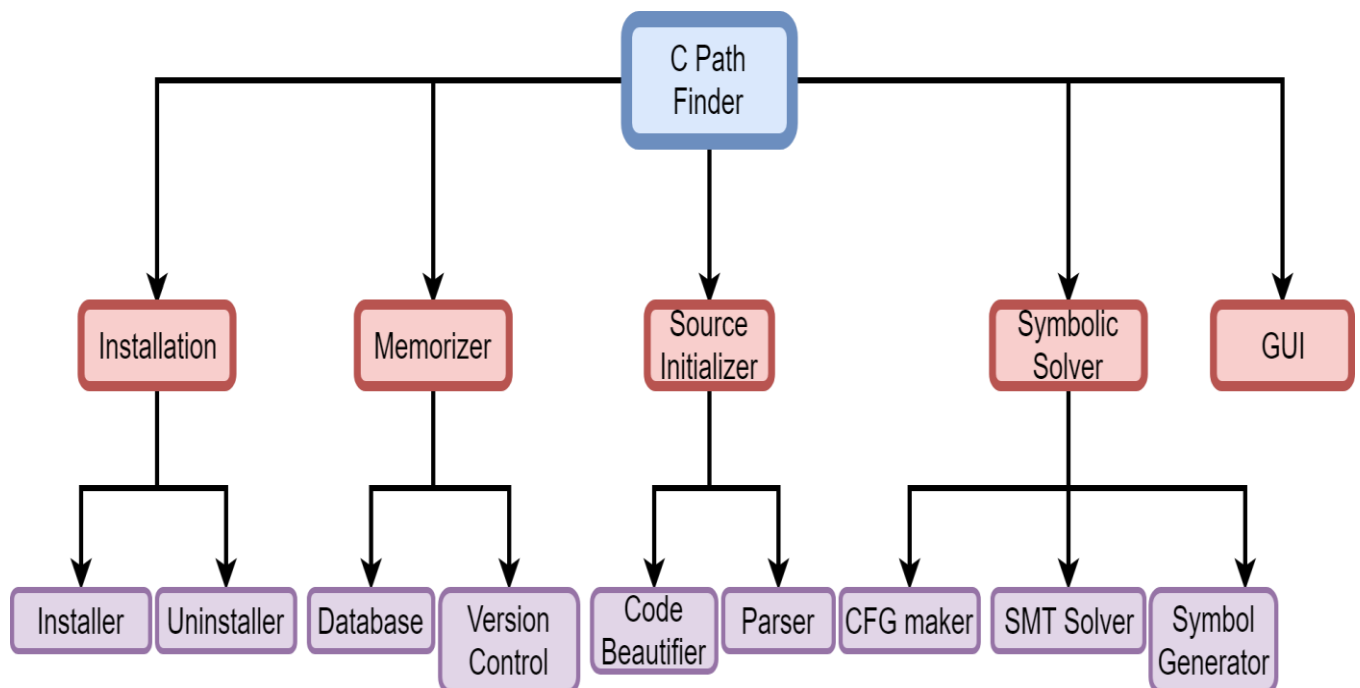 C Path
Finder
Installation
Memorizer
Source
Initializer
Symbolic
Solver
GUI
Installer
Uninstaller
Database
Version
Control
Code
Beautifier
Parser
CFG maker
SMT Solver
Symbol
Generator